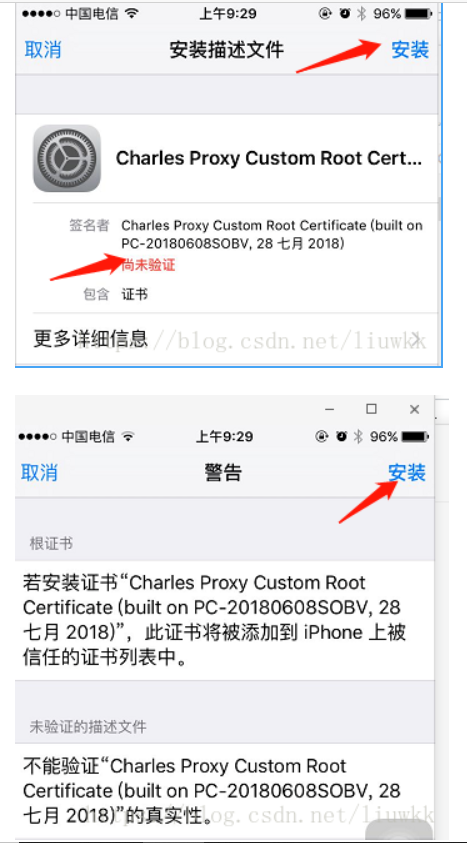 ●●●●○ 中国电信 上午9:29 96%
取消 安装描述文件 安装
Charles Proxy Custom Root Cert...
签名者 Charles Proxy Custom Root Certificate (built on
PC-20180608SOBV, 28 七月 2018)
尚未验证
包含 证书
更多详细信息
https://blog.csdn.net/liuwkk
●●●●○ 中国电信 上午9:29 96%
取消 警告 安装
根证书
若安装证书“Charles Proxy Custom Root
Certificate (built on PC-20180608SOBV, 28
七月 2018)”，此证书将被添加到 iPhone 上被
信任的证书列表中。
未验证的描述文件
不能验证“Charles Proxy Custom Root
Certificate (built on PC-20180608SOBV, 28
七月 2018)”的真实性。
https://blog.csdn.net/liuwkk